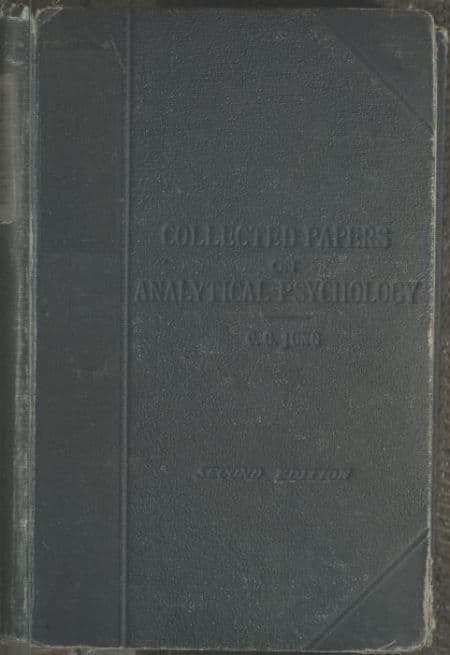 COLLECTED PAPERS
ON
ANALYTICAL PSYCHOLOGY
C.G. JUNG
SECOND EDITION